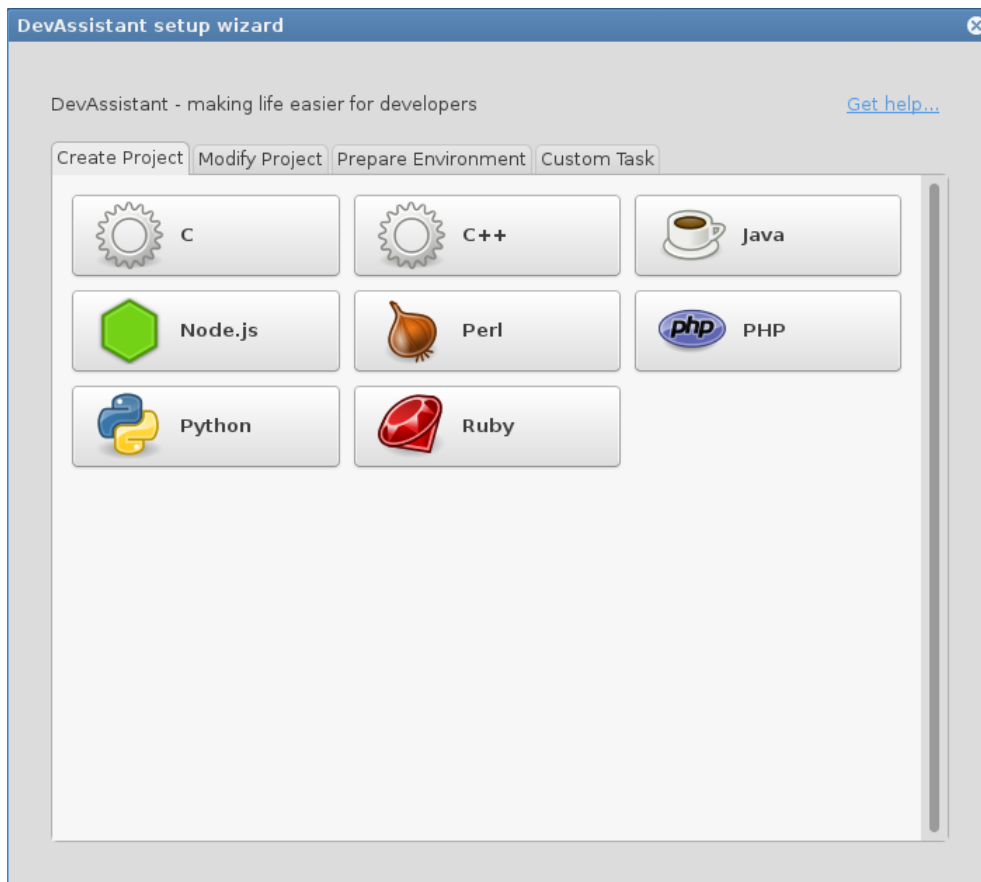 DevAssistant setup wizard
DevAssistant - making life easier for developers
Get help...
Create Project
Modify Project
Prepare Environment
Custom Task
C
C++
Java
Node.js
Perl
php
PHP
Python
Ruby